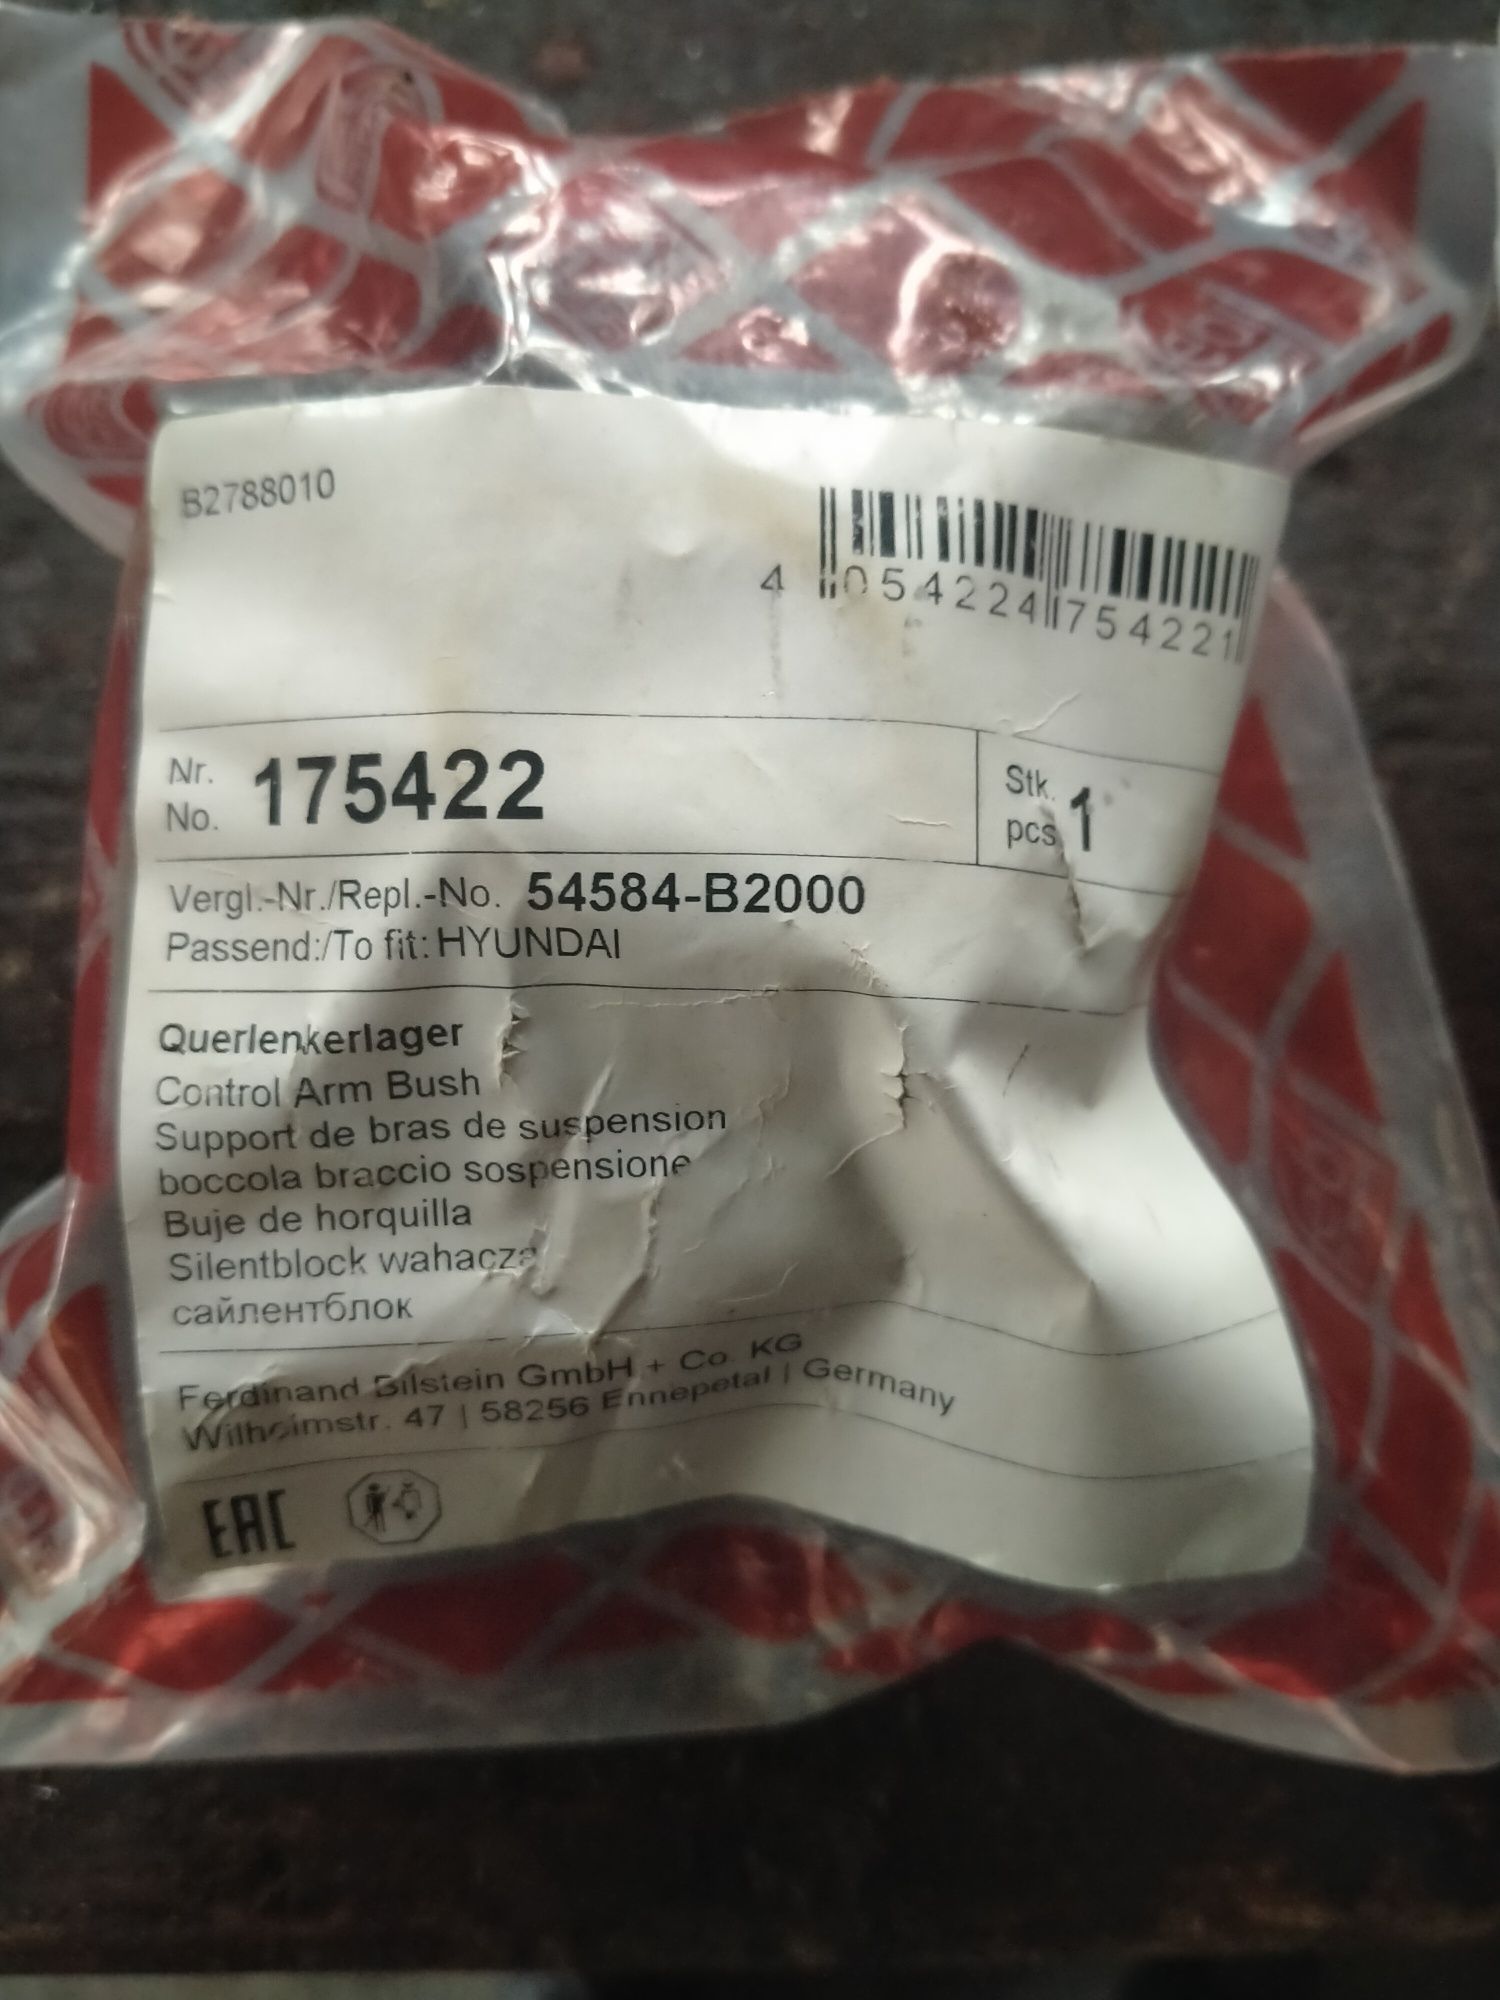 B2788010
4 054224 754221
Nr.
No. 175422
Stk.
pcs 1
Vergl.-Nr./Repl.-No. 54584-B2000
Passend:/To fit: HYUNDAI
Querlenkerlager
Control Arm Bush
Support de bras de suspension
boccola braccio sospensione
Buje de horquilla
Silentblock wahacza
сайлентблок
Ferdinand Bilstein GmbH + Co. KG
Wilhelmstr. 47 | 58256 Ennepetal | Germany
EAC